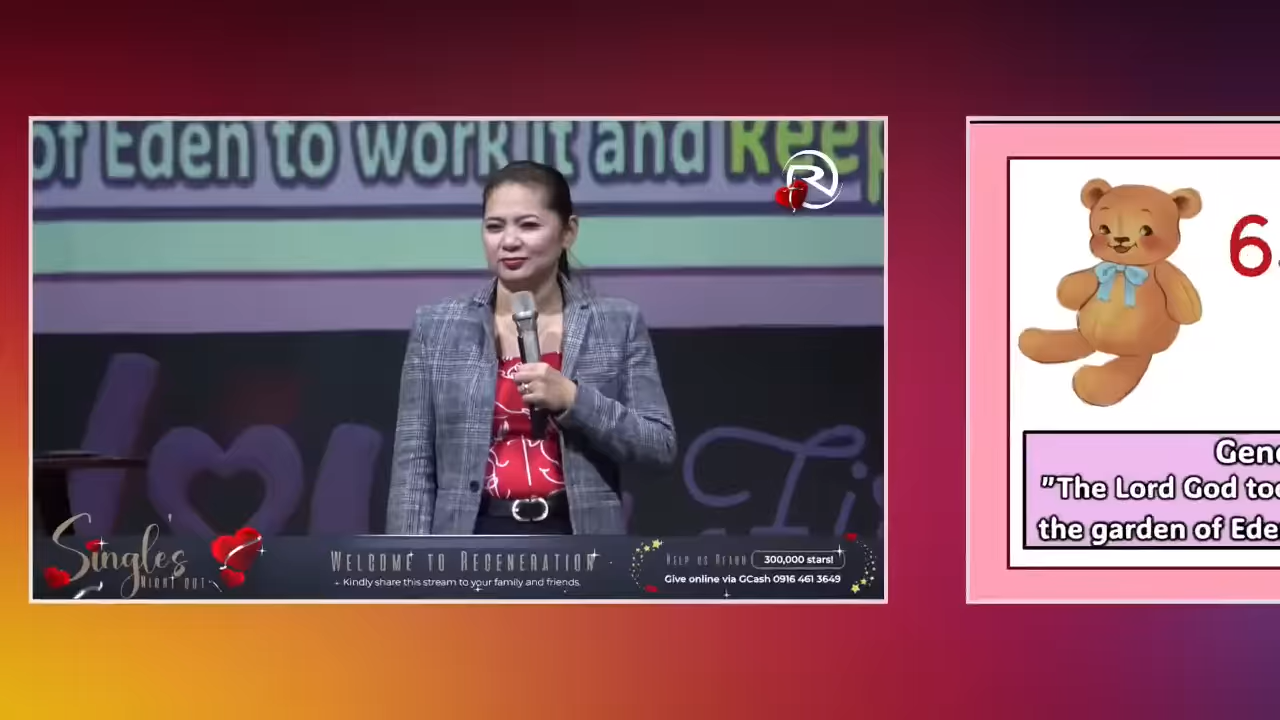 of Eden to work it and Keep
R
Singles'
Night Out
Welcome to Regeneration
Kindly share this stream to your family and friends.
Help us Reach 300,000 stars!
Give online via GCash 0916 461 3649
6.
Gene
"The Lord God too
the garden of Ede